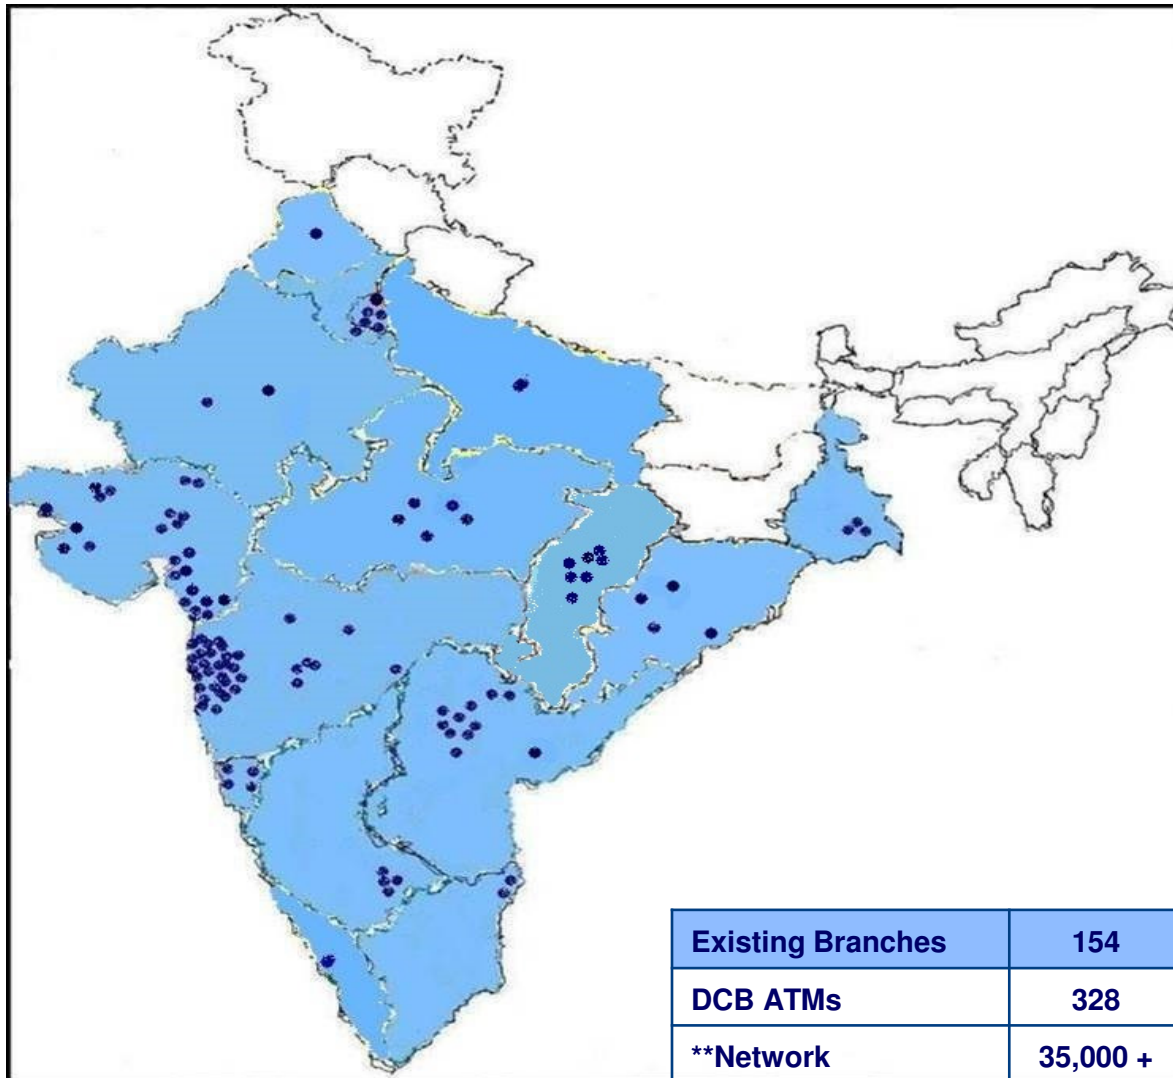 Existing Branches 154
DCB ATMs 328
**Network 35,000 +